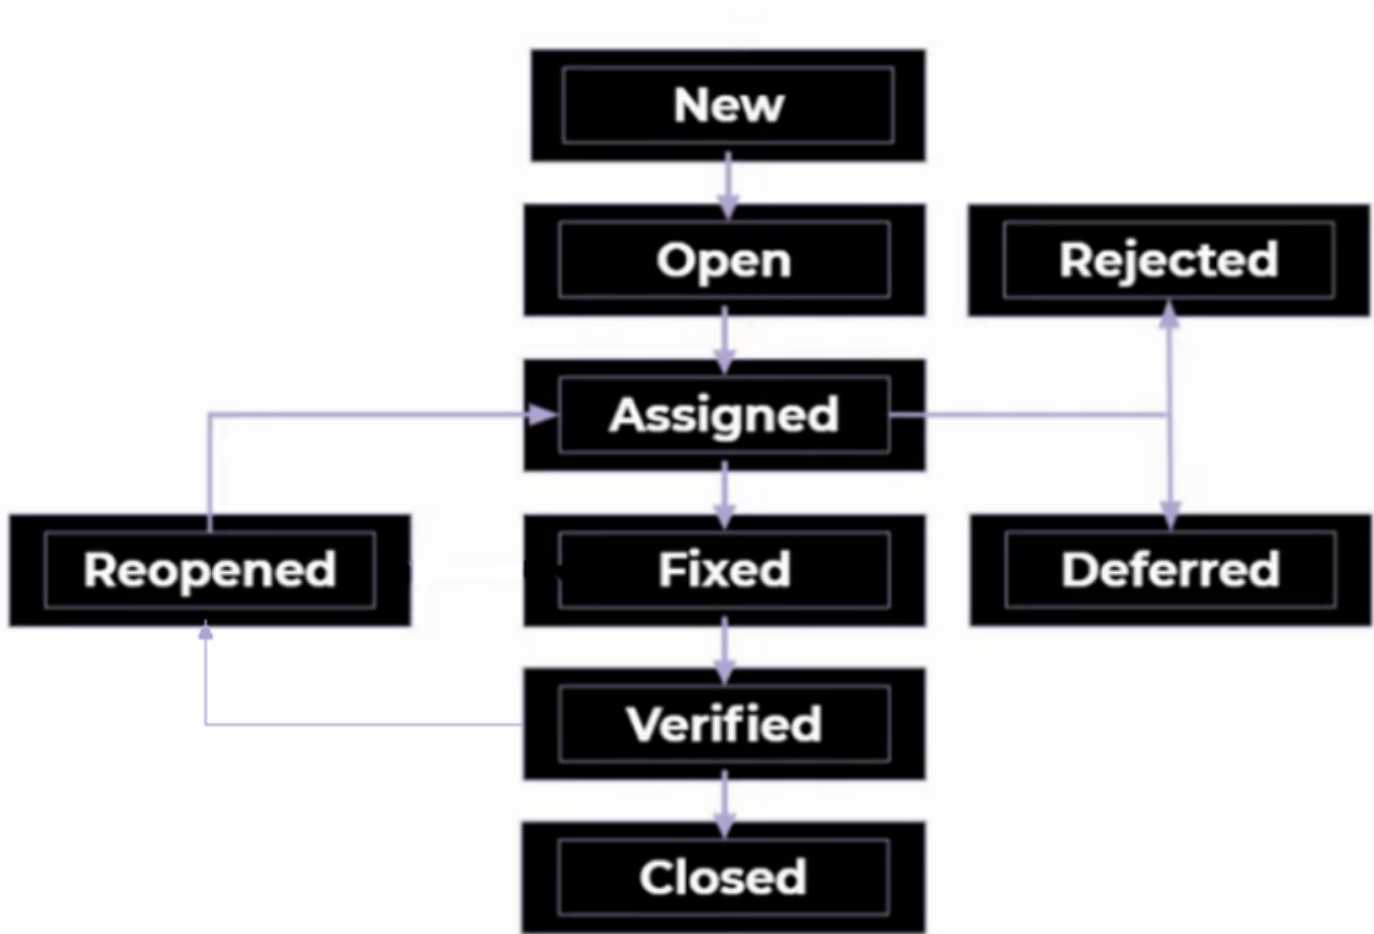 New
Open
Rejected
Assigned
Reopened
Fixed
Deferred
Verified
Closed